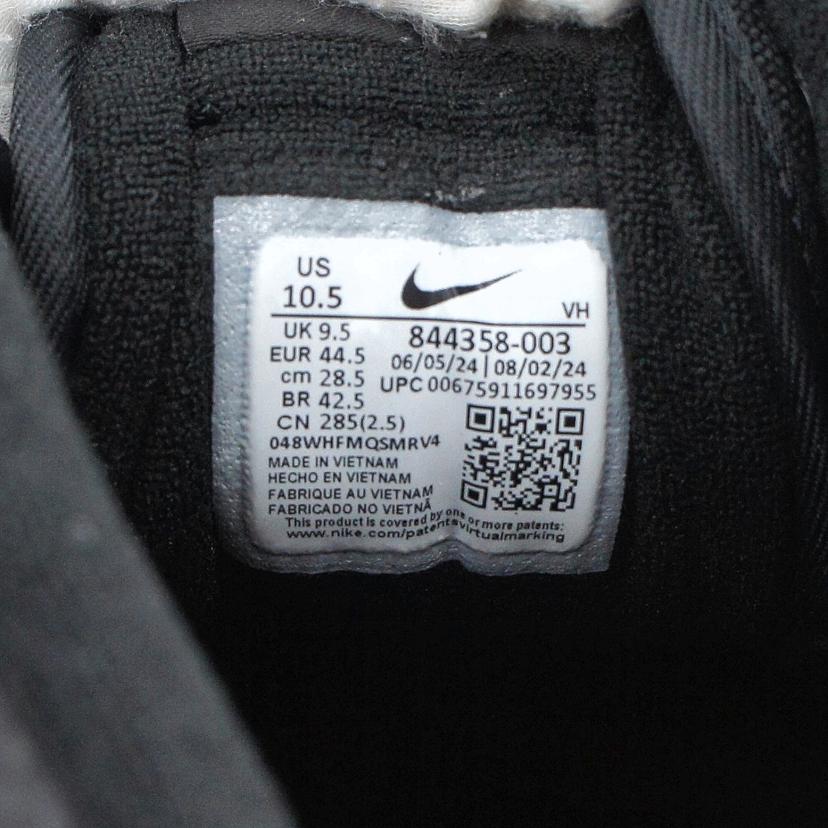 US
10.5
VH
UK 9.5
EUR 44.5
cm 28.5
BR 42.5
CN 285(2.5)
844358-003
06/05/24 | 08/02/24
UPC 00675911697955
048WHFMQSMRV4
MADE IN VIETNAM
HECHO EN VIETNAM
FABRIQUE AU VIETNAM
FABRICADO NO VIETNÃ
This product is covered by one or more patents:
www.nike.com/patentsvirtualmarking